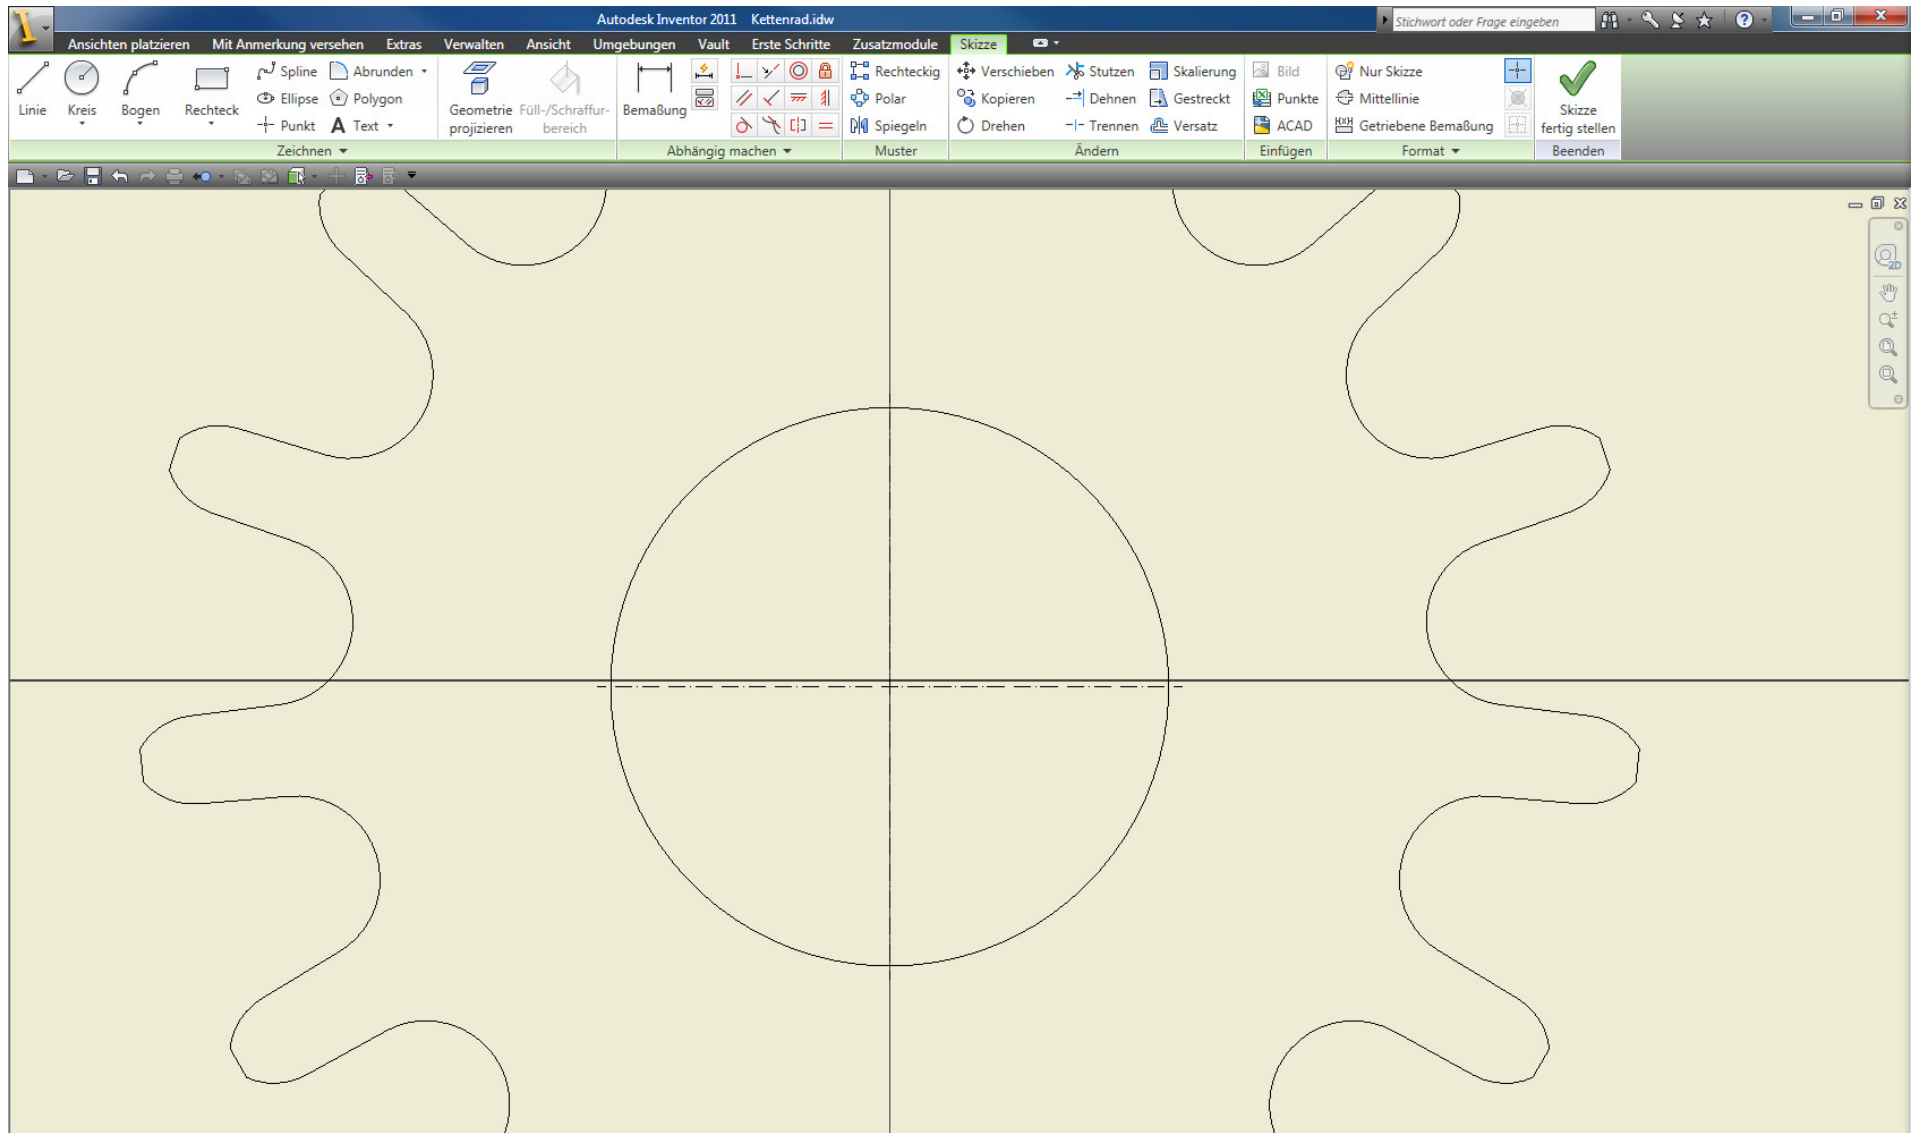 Autodesk Inventor 2011 Kettenrad.idw
Stichwort oder Frage eingeben
Ansichten platzieren Mit Anmerkung versehen Extras Verwalten Ansicht Umgebungen Vault Erste Schritte Zusatzmodule Skizze
Linie Kreis Bogen Rechteck
Spline Abrunden
Ellipse Polygon
Punkt A Text
Geometrie projizieren
Füll-/Schraffur-
bereich
Zeichnen
Bemaßung
Abhängig machen
Rechteckig
Polar
Spiegeln
Muster
Verschieben Stutzen Skalierung
Kopieren Dehnen Gestreckt
Drehen Trennen Versatz
Ändern
Bild
Punkte
ACAD
Einfügen
Nur Skizze
Mittellinie
Getriebene Bemaßung
Format
Skizze
fertig stellen
Beenden
2D